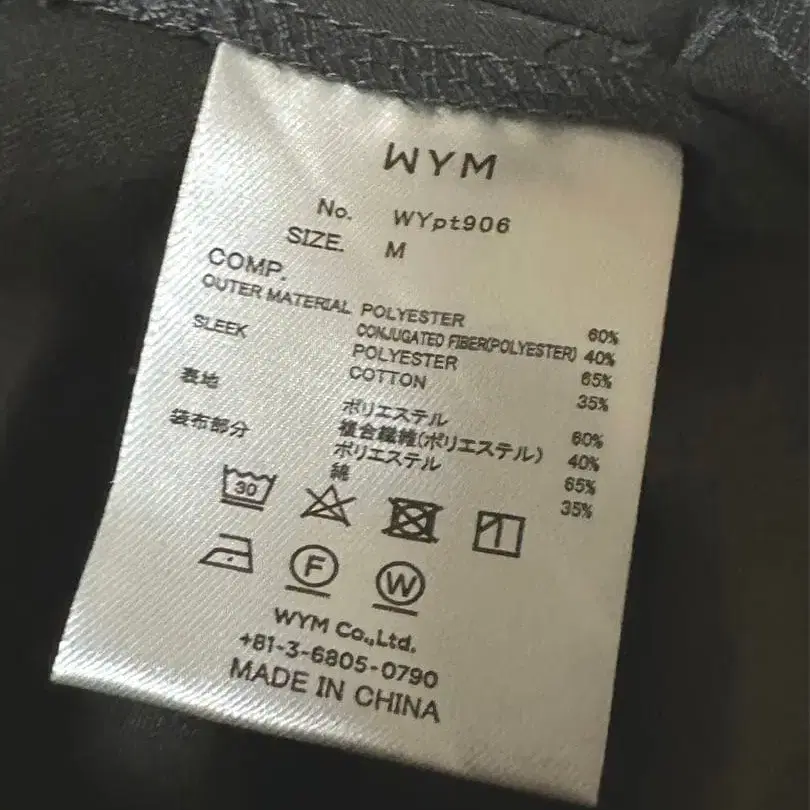 WYM
No. WYpt906
SIZE. M
COMP.
OUTER MATERIAL POLYESTER 60%
CONJUGATED FIBER(POLYESTER) 40%
SLEEK POLYESTER 65%
COTTON 35%
表地 ポリエステル 60%
複合繊維(ポリエステル) 40%
袋布部分 ポリエステル 65%
綿 35%
30
F
W
WYM Co.,Ltd.
+81-3-6805-0790
MADE IN CHINA